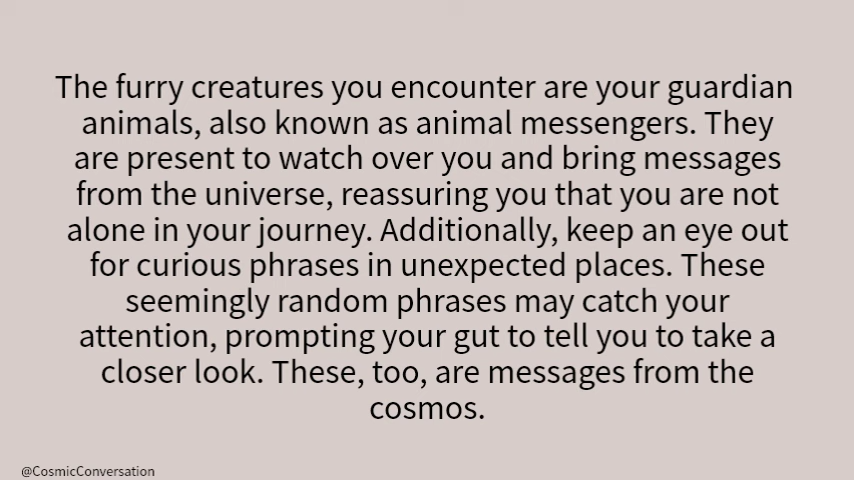 The furry creatures you encounter are your guardian
animals, also known as animal messengers. They
are present to watch over you and bring messages
from the universe, reassuring you that you are not
alone in your journey. Additionally, keep an eye out
for curious phrases in unexpected places. These
seemingly random phrases may catch your
attention, prompting your gut to tell you to take a
closer look. These, too, are messages from the
cosmos.
@CosmicConversation